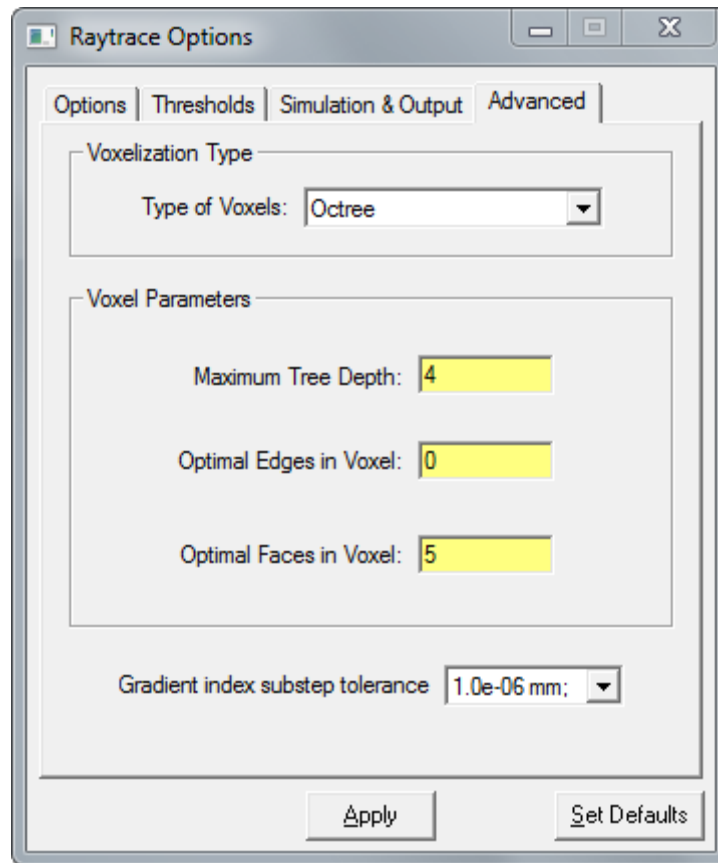 Raytrace Options
Options Thresholds Simulation & Output Advanced
Voxelization Type
Type of Voxels: Octree
Voxel Parameters
Maximum Tree Depth: 4
Optimal Edges in Voxel: 0
Optimal Faces in Voxel: 5
Gradient index substep tolerance 1.0e-06 mm;
Apply Set Defaults